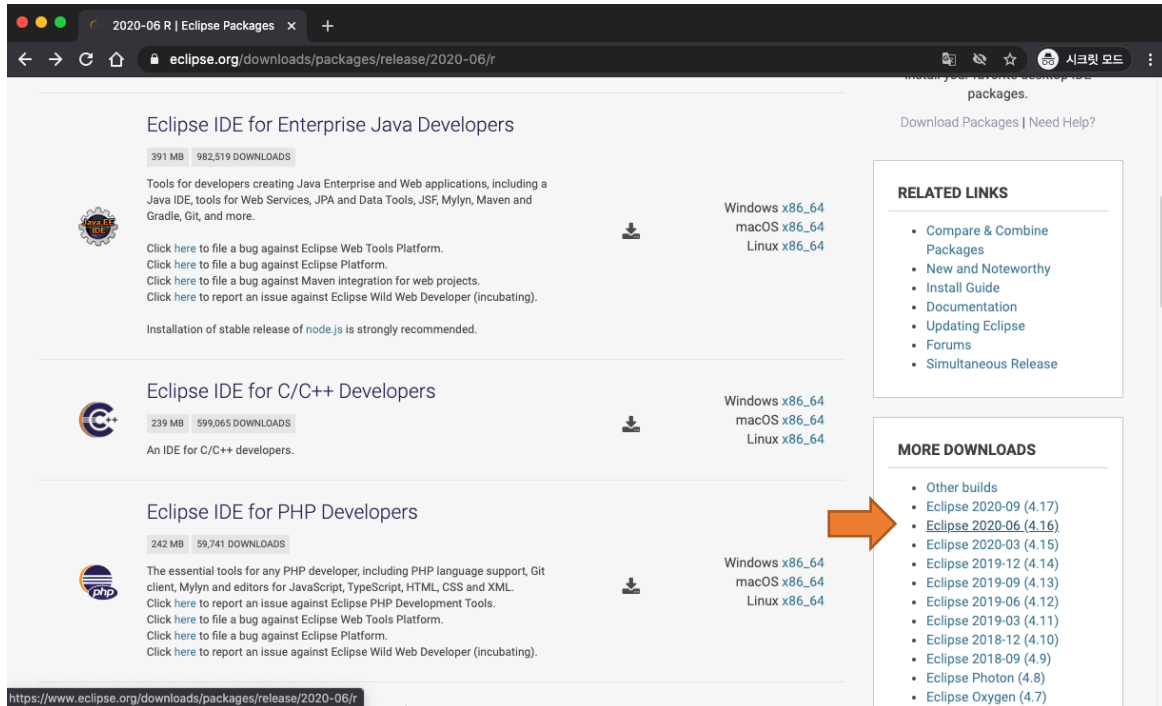 2020-06 R | Eclipse Packages
eclipse.org/downloads/packages/release/2020-06/r
시크릿 모드
Eclipse IDE for Enterprise Java Developers
391 MB 982,519 DOWNLOADS
Tools for developers creating Java Enterprise and Web applications, including a
Java IDE, tools for Web Services, JPA and Data Tools, JSF, Mylyn, Maven and
Gradle, Git, and more.
Click here to file a bug against Eclipse Web Tools Platform.
Click here to file a bug against Eclipse Platform.
Click here to file a bug against Maven integration for web projects.
Click here to report an issue against Eclipse Wild Web Developer (incubating).
Installation of stable release of node.js is strongly recommended.
Java EE
IDE
Windows x86_64
macOS x86_64
Linux x86_64
Eclipse IDE for C/C++ Developers
239 MB 599,065 DOWNLOADS
An IDE for C/C++ developers.
C++
Windows x86_64
macOS x86_64
Linux x86_64
Eclipse IDE for PHP Developers
242 MB 59,741 DOWNLOADS
The essential tools for any PHP developer, including PHP language support, Git
client, Mylyn and editors for JavaScript, TypeScript, HTML, CSS and XML.
Click here to report an issue against Eclipse PHP Development Tools.
Click here to file a bug against Eclipse Web Tools Platform.
Click here to file a bug against Eclipse Platform.
Click here to report an issue against Eclipse Wild Web Developer (incubating).
php
Windows x86_64
macOS x86_64
Linux x86_64
install your favorite desktop IDE
packages.
Download Packages | Need Help?
RELATED LINKS
Compare & Combine
Packages
New and Noteworthy
Install Guide
Documentation
Updating Eclipse
Forums
Simultaneous Release
MORE DOWNLOADS
Other builds
Eclipse 2020-09 (4.17)
Eclipse 2020-06 (4.16)
Eclipse 2020-03 (4.15)
Eclipse 2019-12 (4.14)
Eclipse 2019-09 (4.13)
Eclipse 2019-06 (4.12)
Eclipse 2019-03 (4.11)
Eclipse 2018-12 (4.10)
Eclipse 2018-09 (4.9)
Eclipse Photon (4.8)
Eclipse Oxygen (4.7)
https://www.eclipse.org/downloads/packages/release/2020-06/r